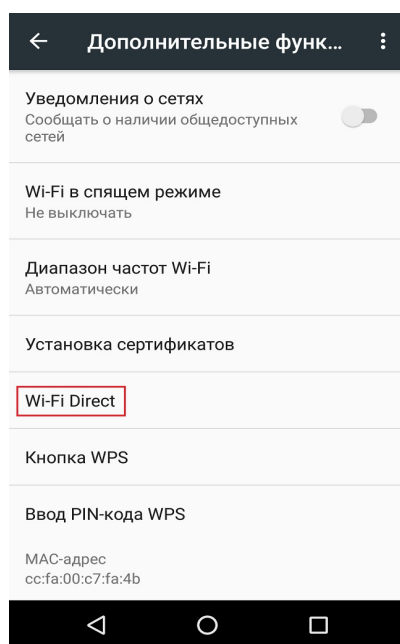 Дополнительные функ...
Уведомления о сетях
Сообщать о наличии общедоступных
сетей
Wi-Fi в спящем режиме
Не выключать
Диапазон частот Wi-Fi
Автоматически
Установка сертификатов
Wi-Fi Direct
Кнопка WPS
Ввод PIN-кода WPS
MAC-адрес
cc:fa:00:c7:fa:4b